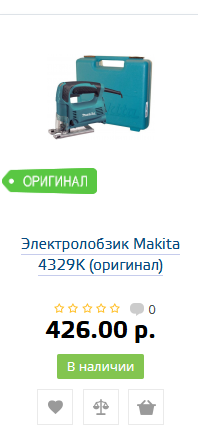 ОРИГИНАЛ
Электролобзик Makita
4329K (оригинал)
0
426.00 р.
В наличии